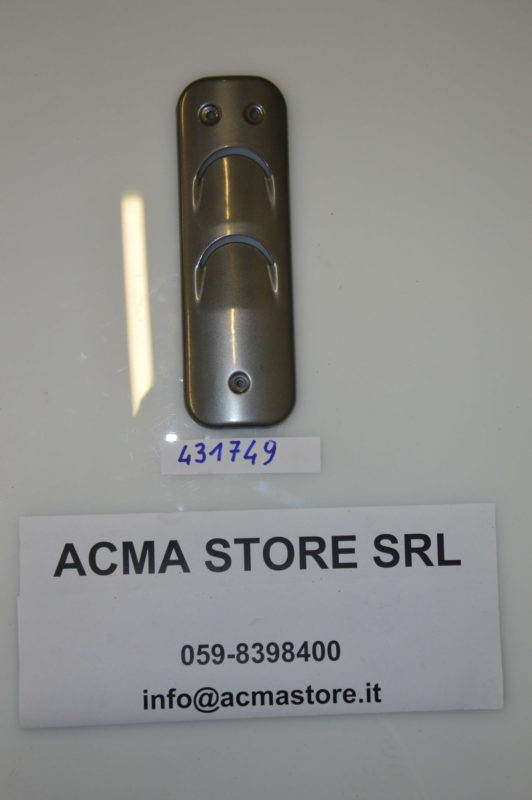 431749
ACMA STORE SRL
059-8398400
info@acmastore.it